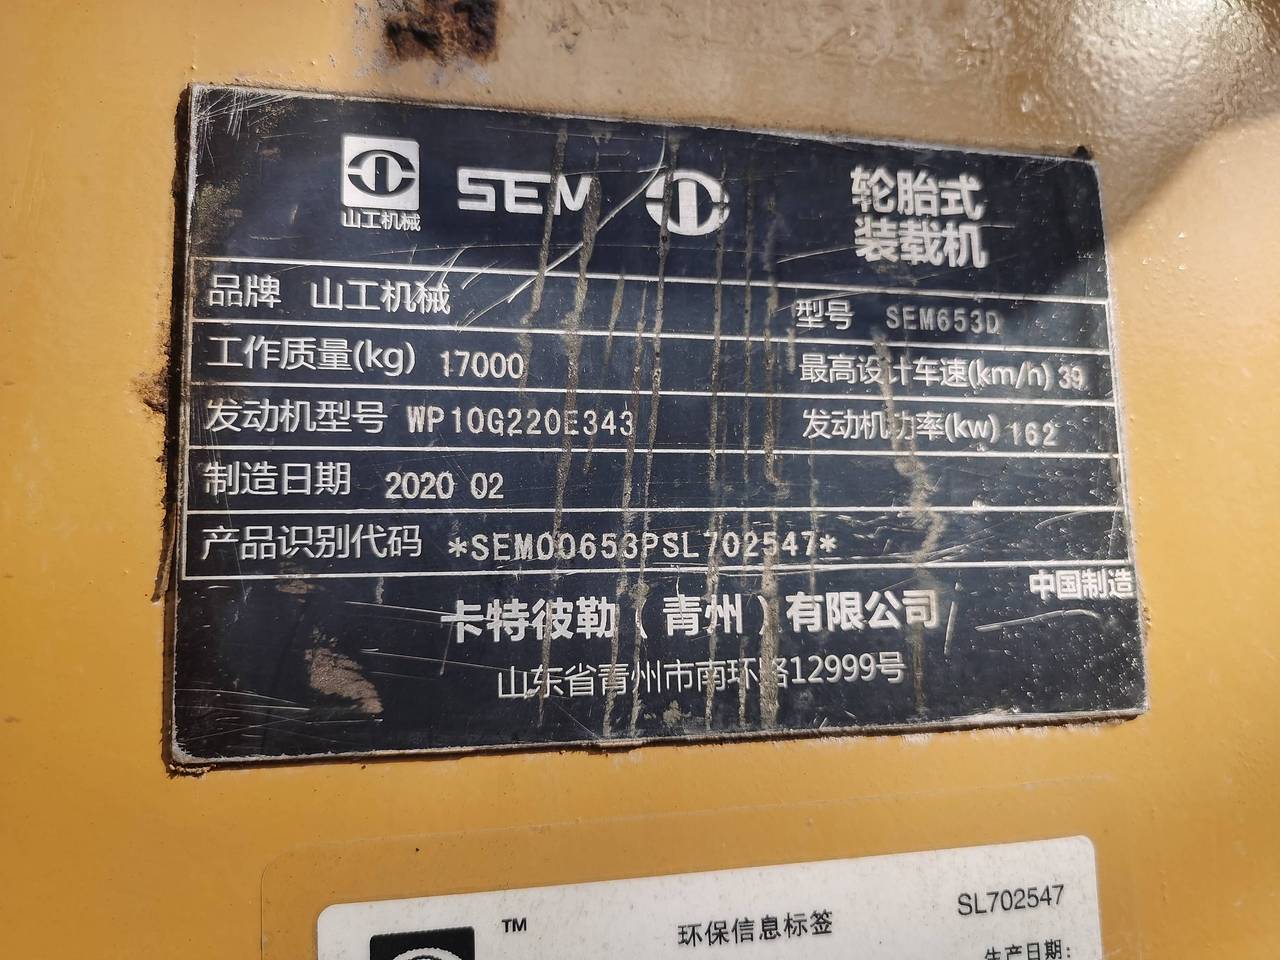 山工机械 SEM 轮胎式
装载机
品牌 山工机械 型号 SEM653D
工作质量(kg) 17000 最高设计车速(km/h) 39
发动机型号 WP10G220E343 发动机功率(kw) 162
制造日期 2020 02
产品识别代码 *SEM00653PSL702547*
中国制造
卡特彼勒(青州)有限公司
山东省青州市南环路12999号
TM 环保信息标签 SL702547
生产日期: